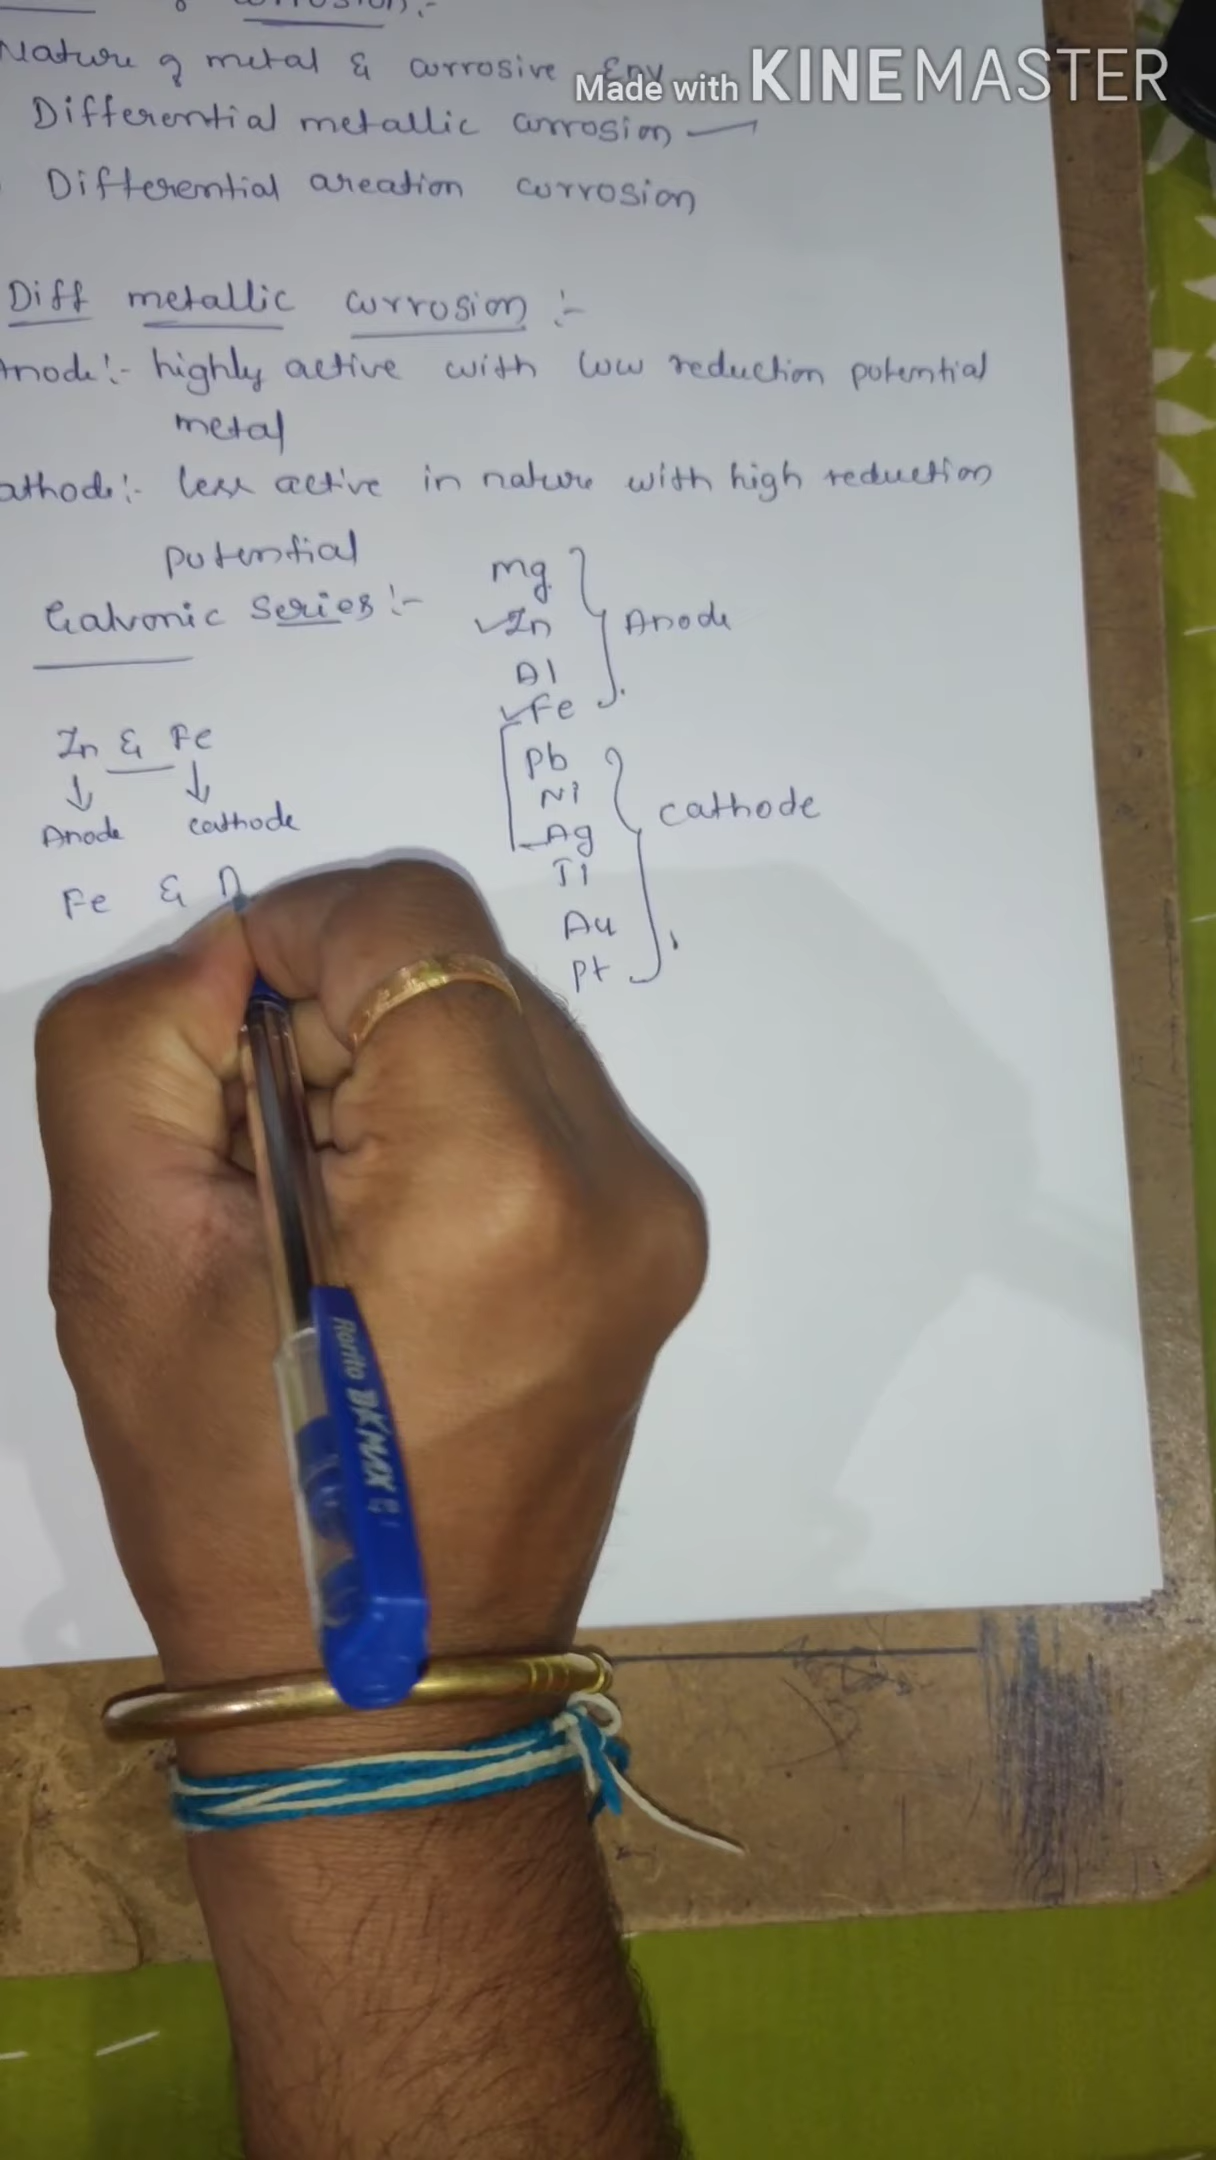 Nature of metal & corrosive Env
Made with KINEMASTER
Differential metallic corrosion
Differential areation corrosion
Diff metallic corrosion :-
Anode:- highly active with low reduction potential
metal
athode:- less active in nature with high reduction
potential
Galvonic Series:-
Mg
Zn
Al
Fe
Anode
Pb
Ni
Ag
Ti
Au
Pt
cathode
Zn & Fe
Anode cathode
Fe &
Rorito BKMAX